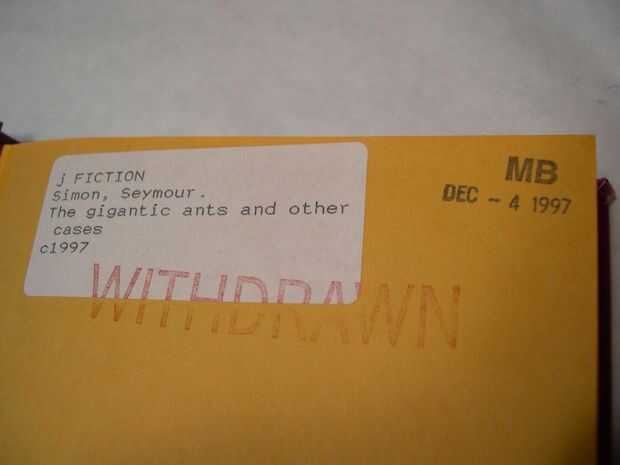 j FICTION
Simon, Seymour.
The gigantic ants and other
cases
c1997
MB
DEC - 4 1997
WITHDRAWN